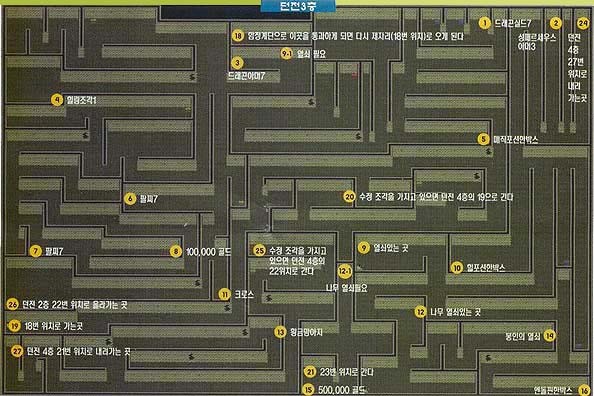 던전3층
18 함정계단으로 이곳을 통과하게 되면 다시 제자리(18번 위치)로 오게 된다
1 드래곤실드7
2
24
성페르세우스
아머3
던전
4층
27번
위치로
내려
가는곳
9-1 열쇠 필요
3
드래곤아머7
4 힐링조각1
5 매직포션한박스
6 팔찌7
20 수정 조각을 가지고 있으면 던전 4층의 19으로 간다
7 팔찌7
8 100,000 골드
25 수정 조각을 가지고
있으면 던전 4층의
22위치로 간다
9 열쇠있는 곳
10 힐포션한박스
12-1
나무 열쇠필요
11 크로스
26 던전 2층 22번 위치로 올라가는 곳
12 나무 열쇠있는 곳
19 18번 위치로 가는곳
13 황금망아지
봉인의 열쇠 14
27 던전 4층 21번 위치로 내려가는 곳
21 23번 위치로 간다
15 500,000 골드
엔돌핀한박스 16